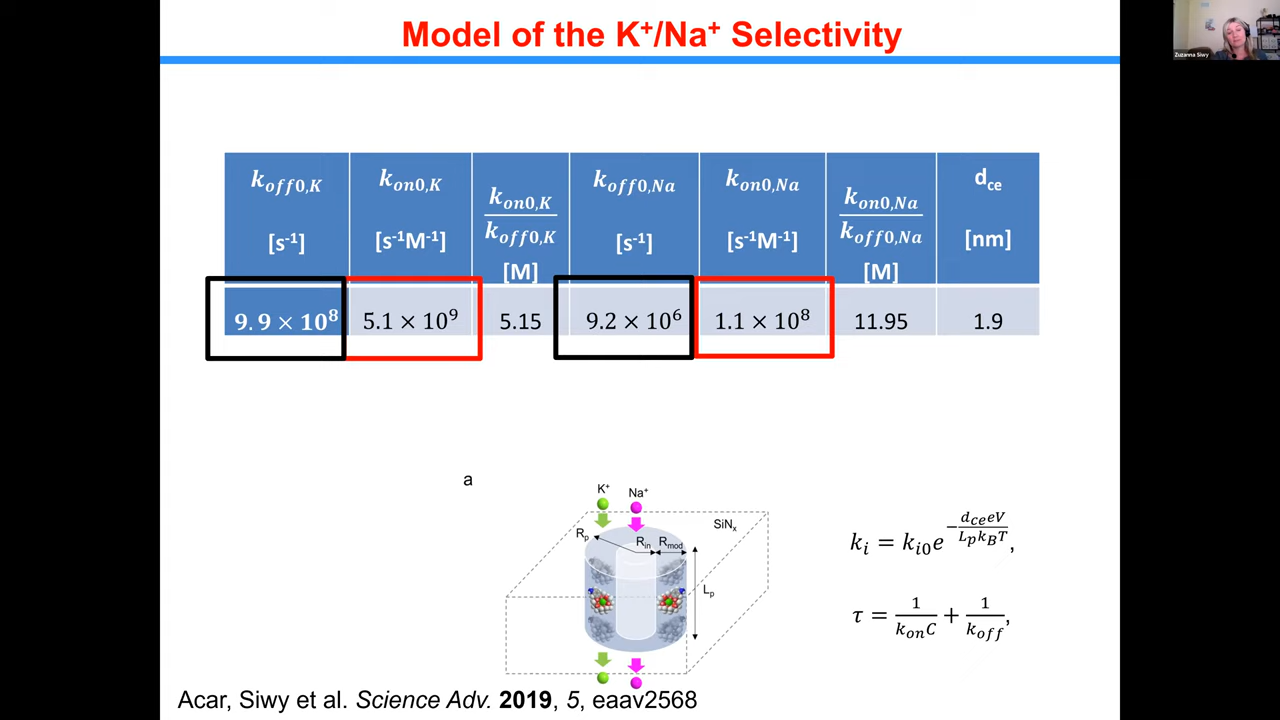 Model of the K⁺/Na⁺ Selectivity
Zuzanna Siwy
k_off0,K [s⁻¹]
k_on0,K [s⁻¹M⁻¹]
k_on0,K / k_off0,K [M]
k_off0,Na [s⁻¹]
k_on0,Na [s⁻¹M⁻¹]
k_on0,Na / k_off0,Na [M]
d_ce [nm]
9.9 × 10⁸ 5.1 × 10⁹ 5.15 9.2 × 10⁶ 1.1 × 10⁸ 11.95 1.9
a
K⁺ Na⁺
SiNₓ
R_p R_in R_mod
L_p
k_i = k_i0 e^(−d_ce eV / L_p k_B T),
τ = 1/(k_on C) + 1/k_off,
Acar, Siwy et al. Science Adv. 2019, 5, eaav2568